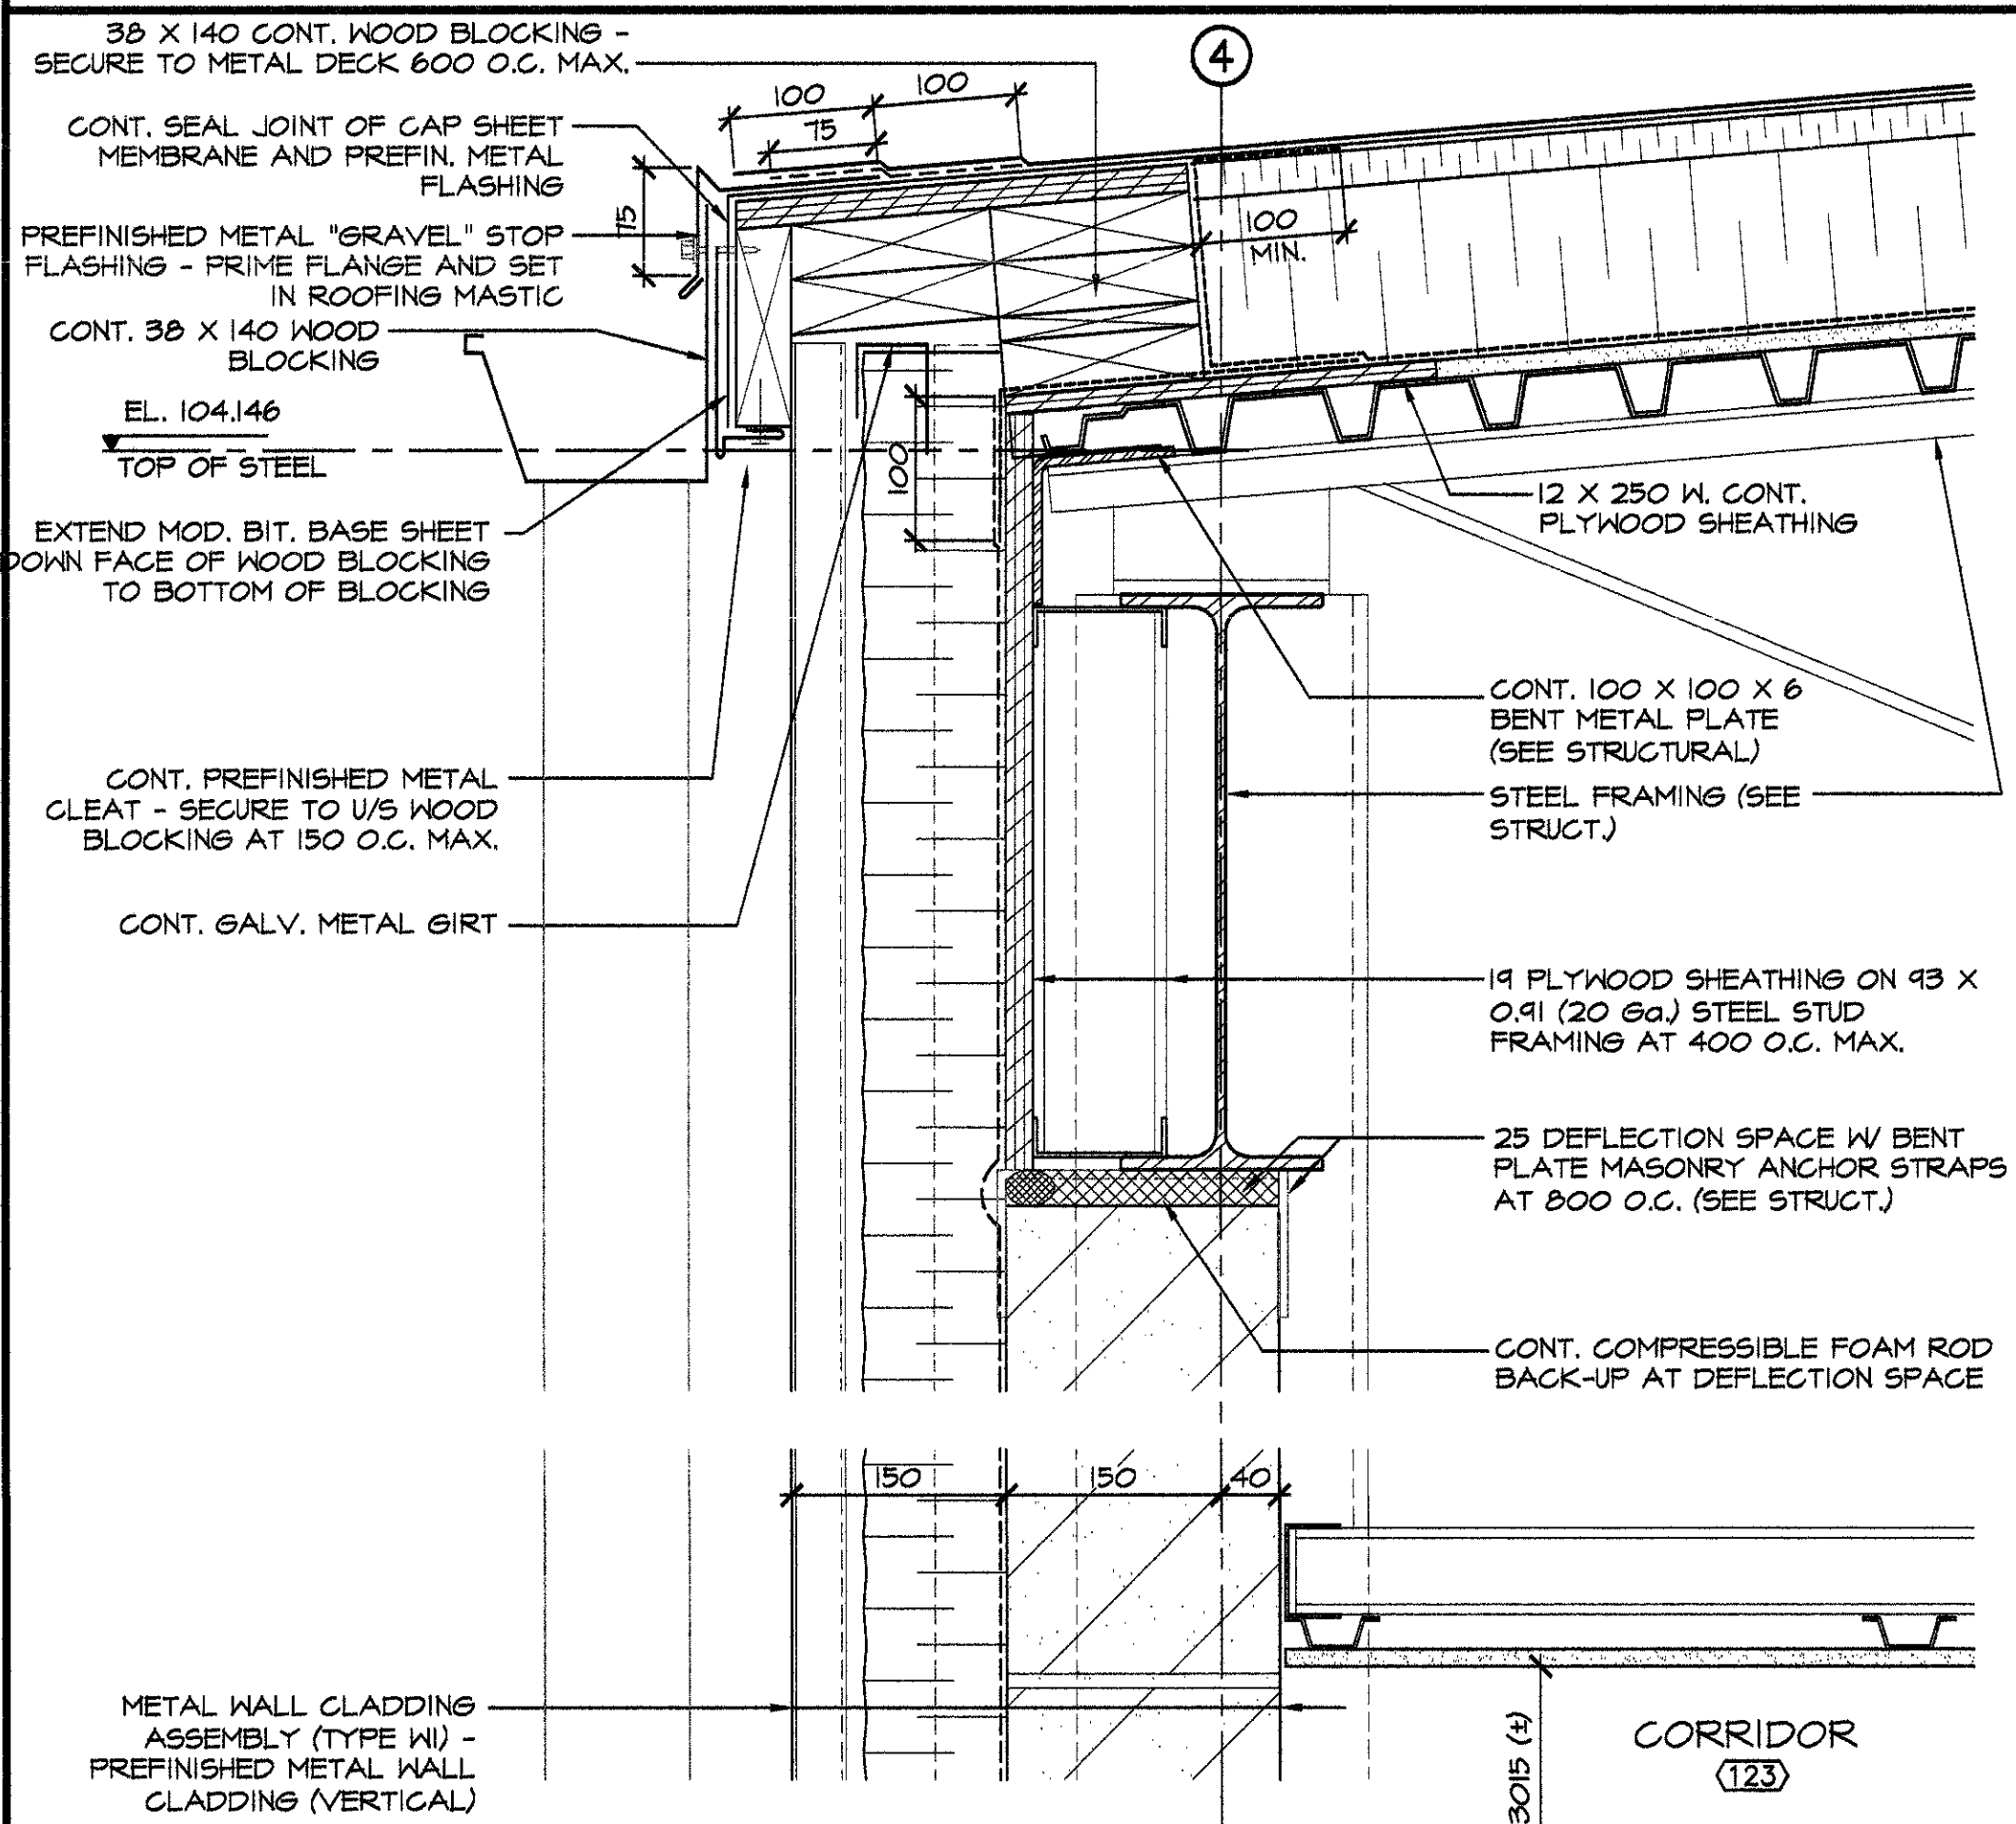 38 X 140 CONT. WOOD BLOCKING -
SECURE TO METAL DECK 600 O.C. MAX.
4
100
100
75
CONT. SEAL JOINT OF CAP SHEET
MEMBRANE AND PREFIN. METAL
FLASHING
75
PREFINISHED METAL "GRAVEL" STOP
FLASHING - PRIME FLANGE AND SET
IN ROOFING MASTIC
100
MIN.
CONT. 38 X 140 WOOD
BLOCKING
EL. 104.146
TOP OF STEEL
100
12 X 250 W. CONT.
PLYWOOD SHEATHING
EXTEND MOD. BIT. BASE SHEET
DOWN FACE OF WOOD BLOCKING
TO BOTTOM OF BLOCKING
CONT. 100 X 100 X 6
BENT METAL PLATE
(SEE STRUCTURAL)
STEEL FRAMING (SEE
STRUCT.)
CONT. PREFINISHED METAL
CLEAT - SECURE TO U/S WOOD
BLOCKING AT 150 O.C. MAX.
CONT. GALV. METAL GIRT
19 PLYWOOD SHEATHING ON 93 X
0.91 (20 Ga.) STEEL STUD
FRAMING AT 400 O.C. MAX.
25 DEFLECTION SPACE W/ BENT
PLATE MASONRY ANCHOR STRAPS
AT 800 O.C. (SEE STRUCT.)
CONT. COMPRESSIBLE FOAM ROD
BACK-UP AT DEFLECTION SPACE
150
150
40
METAL WALL CLADDING
ASSEMBLY (TYPE W1) -
PREFINISHED METAL WALL
CLADDING (VERTICAL)
3015 (±)
CORRIDOR
123